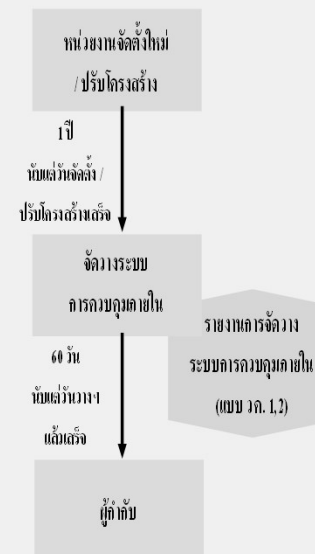 หน่วยงานจัดตั้งใหม่
/ ปรับโครงสร้าง
1 ปี
นับแต่วันจัดตั้ง /
ปรับโครงสร้างเสร็จ
จัดวางระบบ
การควบคุมภายใน
60 วัน
นับแต่วันวางฯ
แล้วเสร็จ
รายงานการจัดวาง
ระบบการควบคุมภายใน
(แบบ วค. 1,2)
ผู้กำกับ